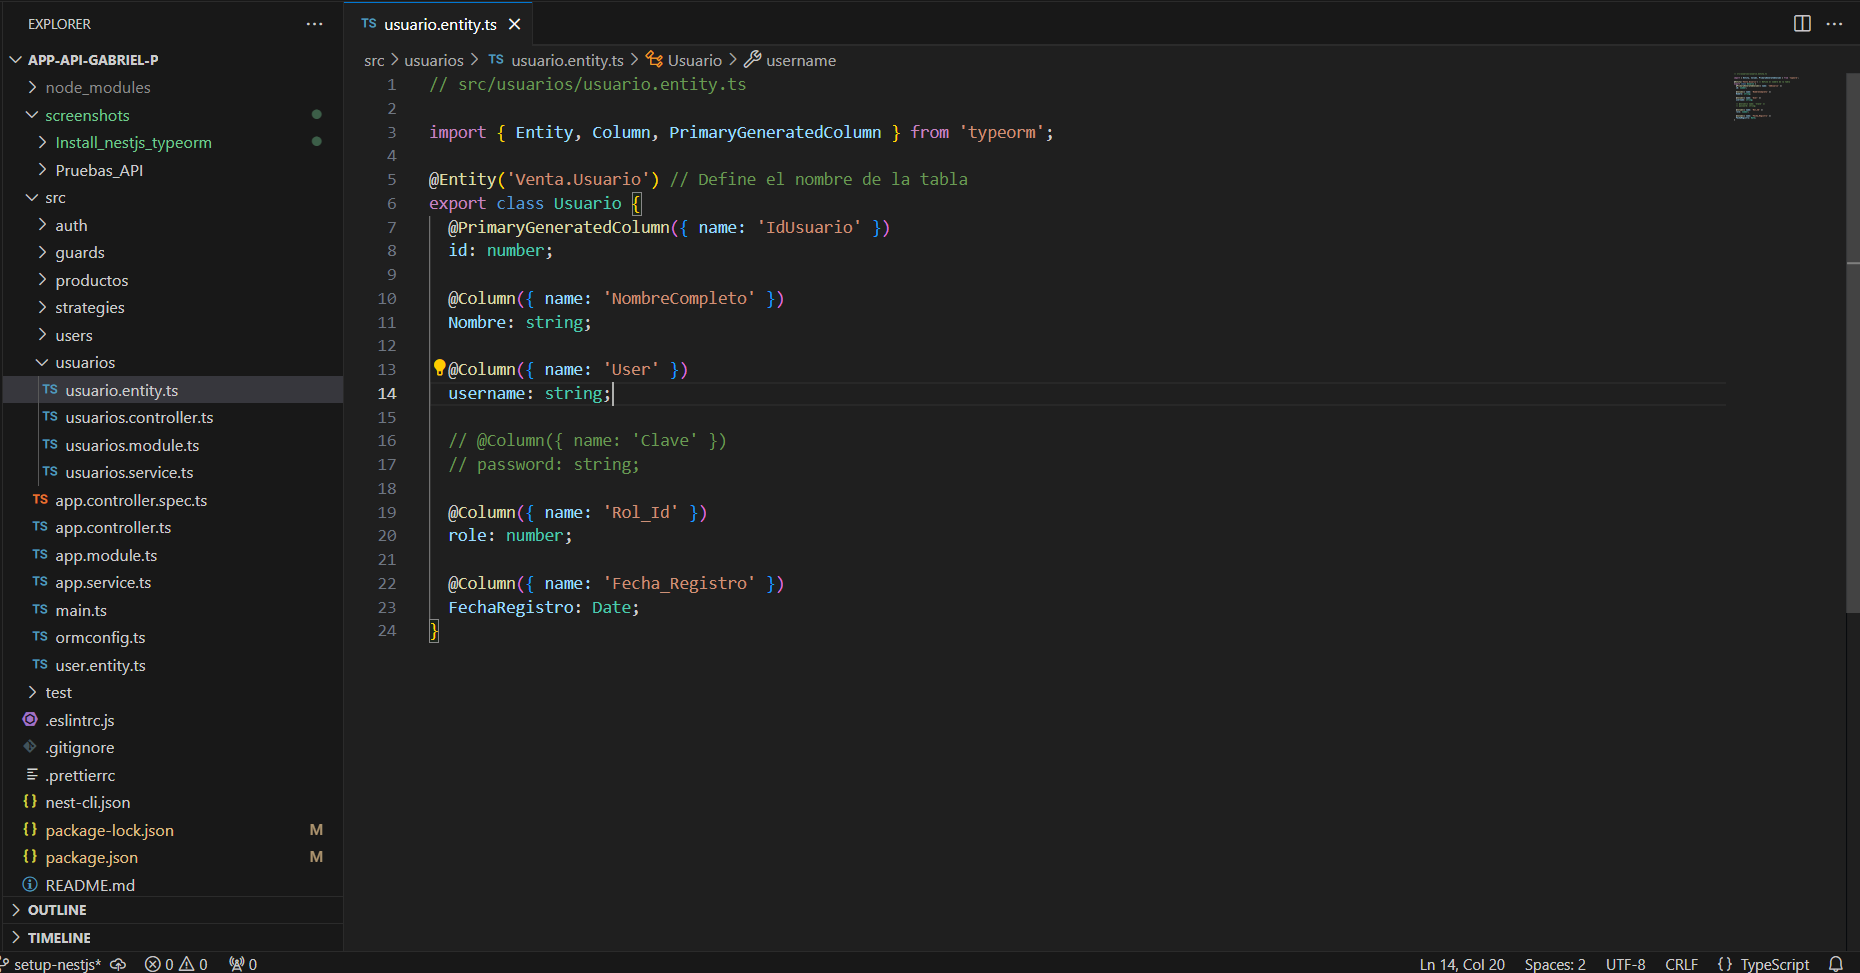 EXPLORER
APP-API-GABRIEL-P
node_modules
screenshots
Install_nestjs_typeorm
Pruebas_API
src
auth
guards
productos
strategies
users
usuarios
TS usuario.entity.ts
TS usuarios.controller.ts
TS usuarios.module.ts
TS usuarios.service.ts
TS app.controller.spec.ts
TS app.controller.ts
TS app.module.ts
TS app.service.ts
TS main.ts
TS ormconfig.ts
TS user.entity.ts
test
.eslintrc.js
.gitignore
.prettierrc
{} nest-cli.json
{} package-lock.json M
{} package.json M
README.md
OUTLINE
TIMELINE
TS usuario.entity.ts
src > usuarios > TS usuario.entity.ts > Usuario > username
1 // src/usuarios/usuario.entity.ts
2
3 import { Entity, Column, PrimaryGeneratedColumn } from 'typeorm';
4
5 @Entity('Venta.Usuario') // Define el nombre de la tabla
6 export class Usuario {
7 @PrimaryGeneratedColumn({ name: 'IdUsuario' })
8 id: number;
9
10 @Column({ name: 'NombreCompleto' })
11 Nombre: string;
12
13 @Column({ name: 'User' })
14 username: string;
15
16 // @Column({ name: 'Clave' })
17 // password: string;
18
19 @Column({ name: 'Rol_Id' })
20 role: number;
21
22 @Column({ name: 'Fecha_Registro' })
23 FechaRegistro: Date;
24 }
setup-nestjs* 0 0 0 Ln 14, Col 20 Spaces: 2 UTF-8 CRLF {} TypeScript